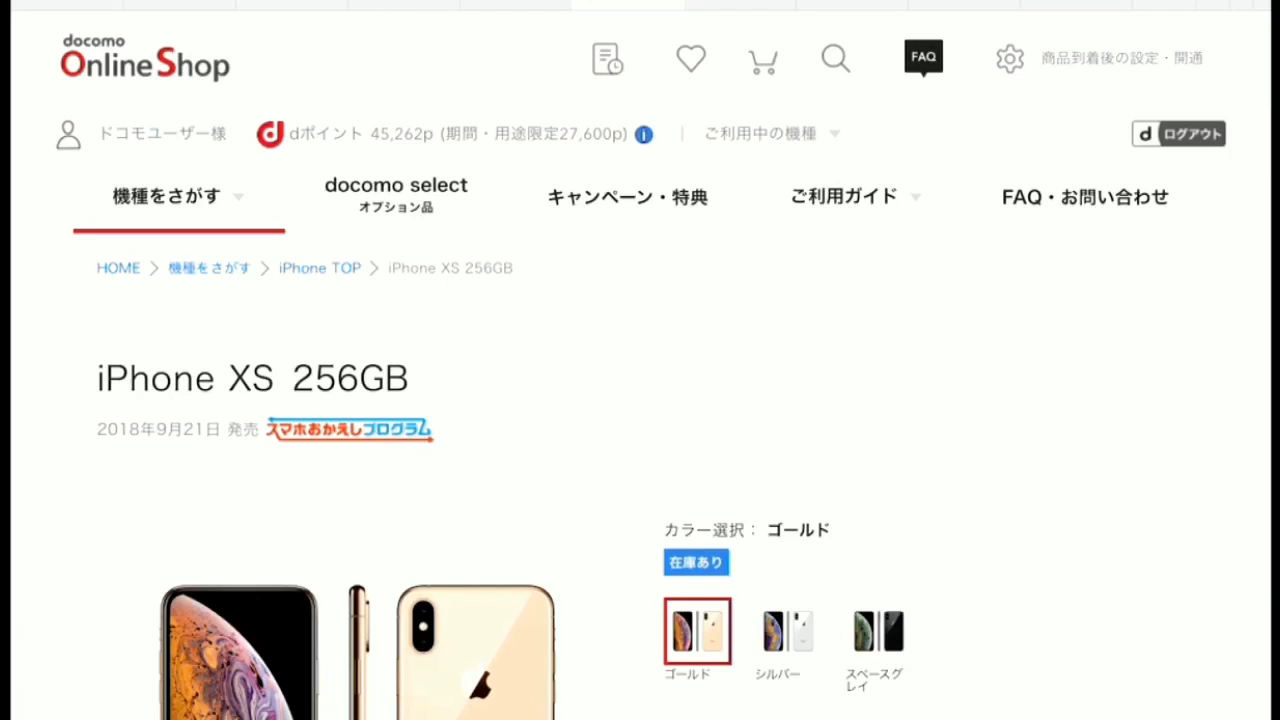 docomo
Online Shop
FAQ
商品到着後の設定・開通
ドコモユーザー様
dポイント 45,262p (期間・用途限定27,600p)
ご利用中の機種
d ログアウト
機種をさがす
docomo select
オプション品
キャンペーン・特典
ご利用ガイド
FAQ・お問い合わせ
HOME > 機種をさがす > iPhone TOP > iPhone XS 256GB
iPhone XS 256GB
2018年9月21日 発売 スマホおかえしプログラム
カラー選択： ゴールド
在庫あり
ゴールド
シルバー
スペースグ
レイ